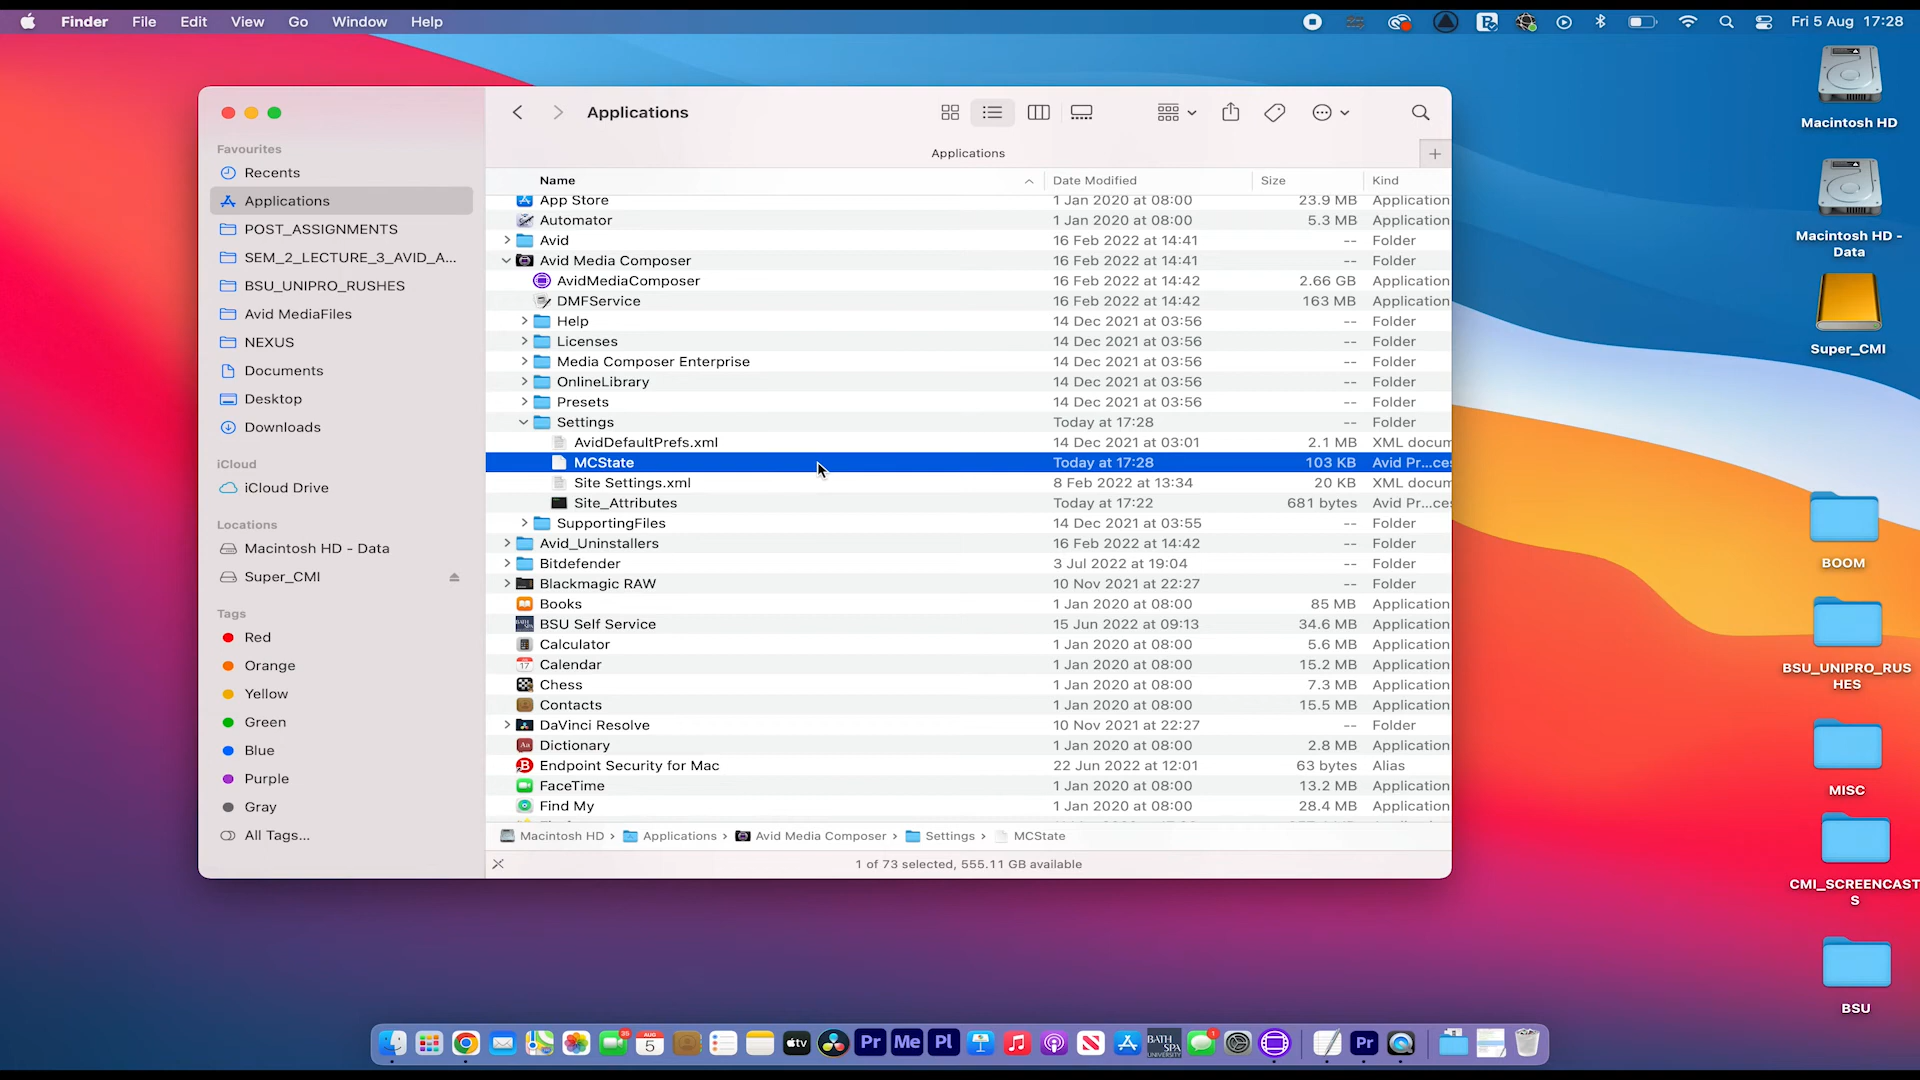 Finder File Edit View Go Window Help
Fri 5 Aug 17:28
Applications
Applications
Favourites
Recents
Applications
POST_ASSIGNMENTS
SEM_2_LECTURE_3_AVID_A...
BSU_UNIPRO_RUSHES
Avid MediaFiles
NEXUS
Documents
Desktop
Downloads
iCloud
iCloud Drive
Locations
Macintosh HD - Data
Super_CMI
Tags
Red
Orange
Yellow
Green
Blue
Purple
Gray
All Tags...
Name Date Modified Size Kind
App Store 1 Jan 2020 at 08:00 23.9 MB Application
Automator 1 Jan 2020 at 08:00 5.3 MB Application
Avid 16 Feb 2022 at 14:41 -- Folder
Avid Media Composer 16 Feb 2022 at 14:41 -- Folder
AvidMediaComposer 16 Feb 2022 at 14:42 2.66 GB Application
DMFService 16 Feb 2022 at 14:42 163 MB Application
Help 14 Dec 2021 at 03:56 -- Folder
Licenses 14 Dec 2021 at 03:56 -- Folder
Media Composer Enterprise 14 Dec 2021 at 03:56 -- Folder
OnlineLibrary 14 Dec 2021 at 03:56 -- Folder
Presets 14 Dec 2021 at 03:56 -- Folder
Settings Today at 17:28 -- Folder
AvidDefaultPrefs.xml 14 Dec 2021 at 03:01 2.1 MB XML docum
MCState Today at 17:28 103 KB Avid Pr...ces
Site Settings.xml 8 Feb 2022 at 13:34 20 KB XML docum
Site_Attributes Today at 17:22 681 bytes Avid Pr...ces
SupportingFiles 14 Dec 2021 at 03:55 -- Folder
Avid_Uninstallers 16 Feb 2022 at 14:42 -- Folder
Bitdefender 3 Jul 2022 at 19:04 -- Folder
Blackmagic RAW 10 Nov 2021 at 22:27 -- Folder
Books 1 Jan 2020 at 08:00 85 MB Application
BSU Self Service 15 Jun 2022 at 09:13 34.6 MB Application
Calculator 1 Jan 2020 at 08:00 5.6 MB Application
Calendar 1 Jan 2020 at 08:00 15.2 MB Application
Chess 1 Jan 2020 at 08:00 7.3 MB Application
Contacts 1 Jan 2020 at 08:00 15.5 MB Application
DaVinci Resolve 10 Nov 2021 at 22:27 -- Folder
Dictionary 1 Jan 2020 at 08:00 2.8 MB Application
Endpoint Security for Mac 22 Jun 2022 at 12:01 63 bytes Alias
FaceTime 1 Jan 2020 at 08:00 13.2 MB Application
Find My 1 Jan 2020 at 08:00 28.4 MB Application
Macintosh HD › Applications › Avid Media Composer › Settings › MCState
1 of 73 selected, 555.11 GB available
Macintosh HD
Macintosh HD -
Data
Super_CMI
BOOM
BSU_UNIPRO_RUS
HES
MISC
CMI_SCREENCAST
S
BSU
35
AUG
5
tv
Pr
Me
Pl
BATH
SPA
UNIVERSITY
1
Pr